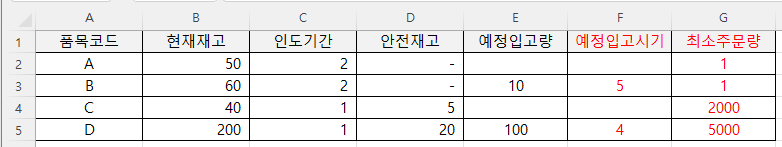 A B C D E F G
1 품목코드 현재재고 인도기간 안전재고 예정입고량 예정입고시기 최소주문량
2 A 50 2 - 1
3 B 60 2 - 10 5 1
4 C 40 1 5 2000
5 D 200 1 20 100 4 5000